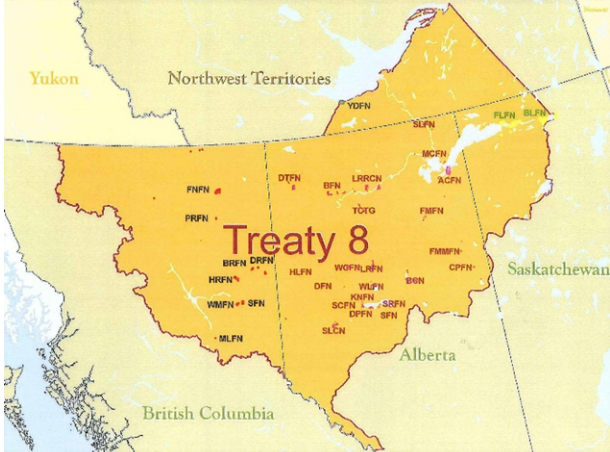 Yukon
Northwest Territories
YDFN
SLFN
FLFN
BLFN
MCFN
DTFN
LRRCN
ACFN
BFN
FNFN
TCTG
FMFN
PRFN
Treaty 8
FMMFN
BRFN
DRFN
HLFN
WOFN
LRFN
CPFN
Saskatchewan
HRFN
BCN
DFN
WLFN
KNFN
WMFN
SFN
SCFN
SRFN
DPFN
SFN
SLCN
MLFN
Alberta
British Columbia